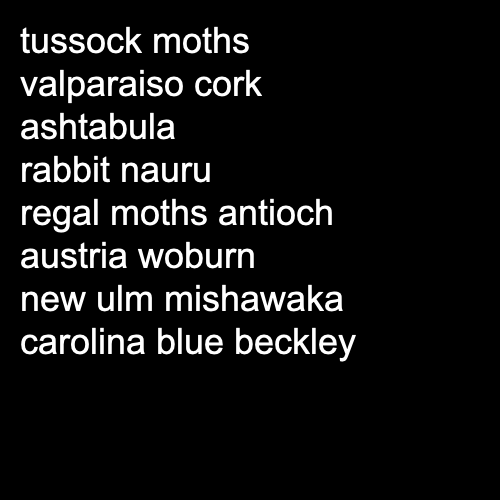 tussock moths
valparaiso cork
ashtabula
rabbit nauru
regal moths antioch
austria woburn
new ulm mishawaka
carolina blue beckley